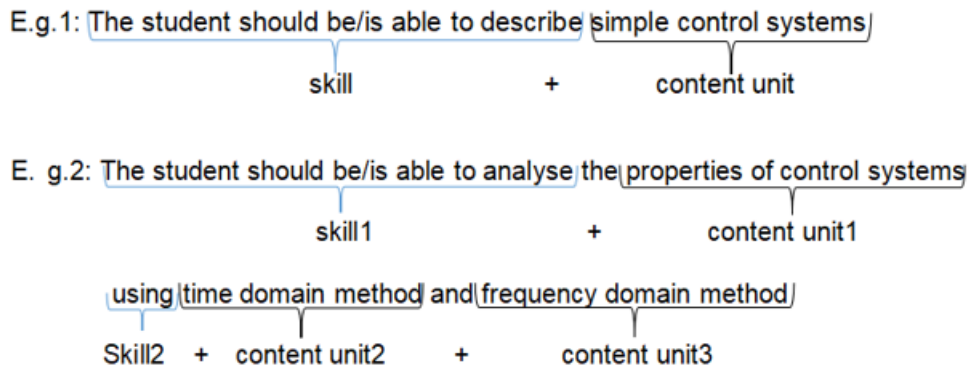 E.g.1: The student should be/is able to describe simple control systems
skill + content unit
E. g.2: The student should be/is able to analyse the properties of control systems
skill1 + content unit1
using time domain method and frequency domain method
Skill2 + content unit2 + content unit3